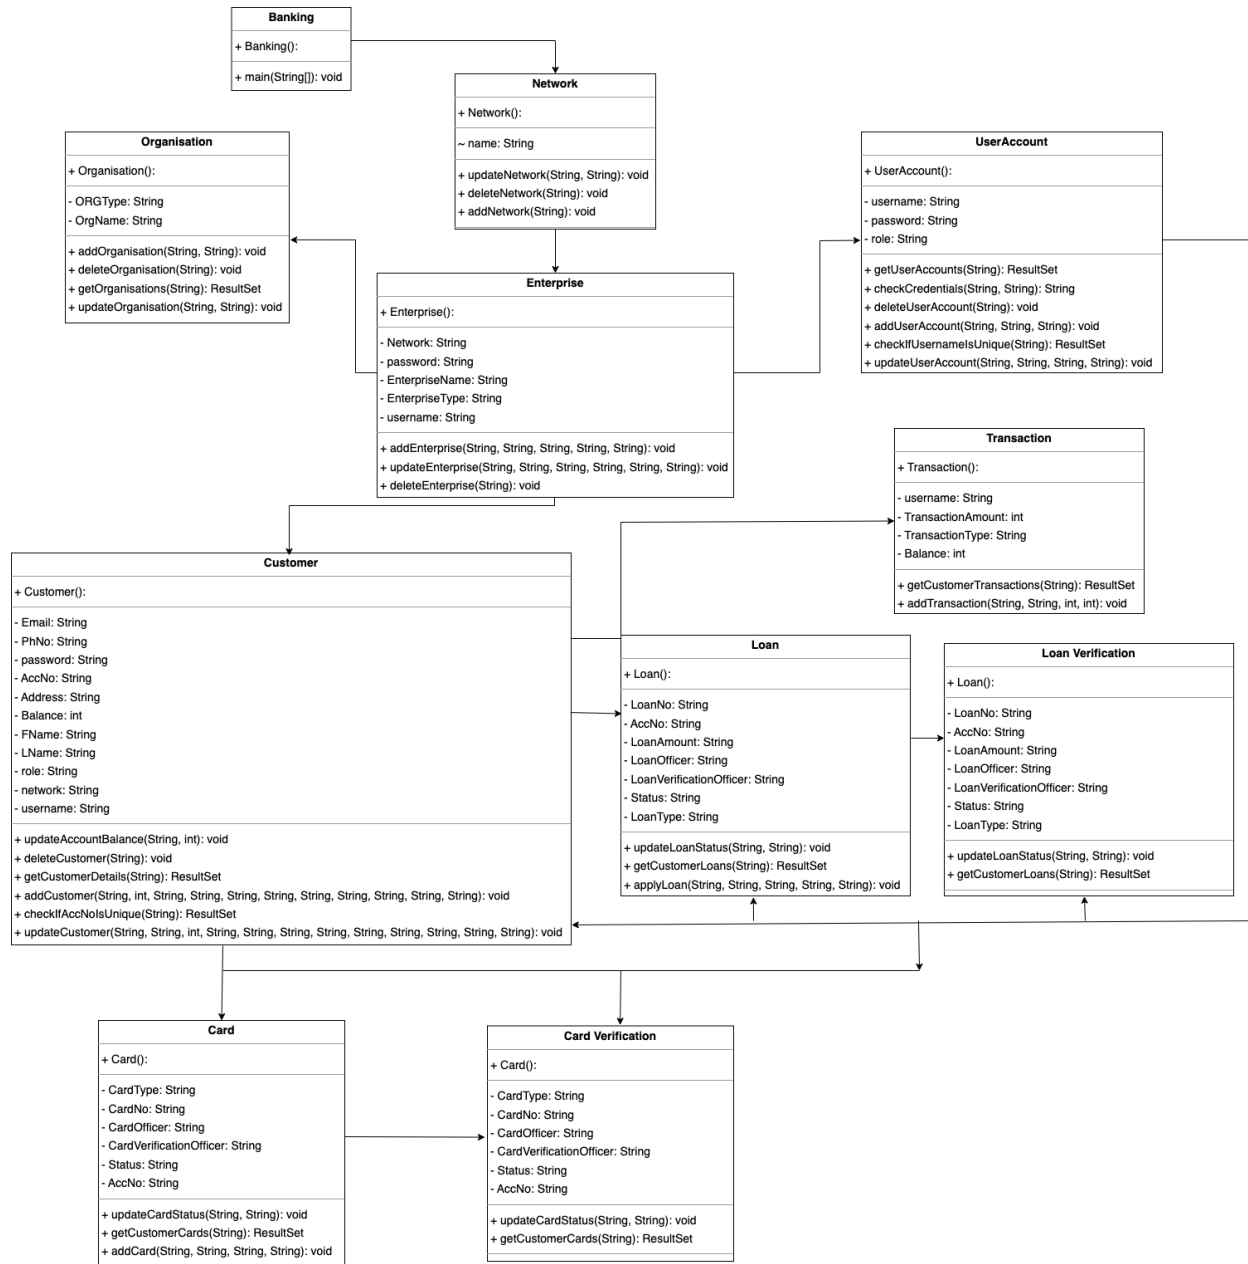 Banking
+ Banking():
+ main(String[]): void
Network
+ Network():
~ name: String
+ updateNetwork(String, String): void
+ deleteNetwork(String): void
+ addNetwork(String): void
Organisation
+ Organisation():
- ORGType: String
- OrgName: String
+ addOrganisation(String, String): void
+ deleteOrganisation(String): void
+ getOrganisations(String): ResultSet
+ updateOrganisation(String, String): void
UserAccount
+ UserAccount():
- username: String
- password: String
- role: String
+ getUserAccounts(String): ResultSet
+ checkCredentials(String, String): String
+ deleteUserAccount(String): void
+ addUserAccount(String, String, String): void
+ checkIfUsernameIsUnique(String): ResultSet
+ updateUserAccount(String, String, String, String): void
Enterprise
+ Enterprise():
- Network: String
- password: String
- EnterpriseName: String
- EnterpriseType: String
- username: String
+ addEnterprise(String, String, String, String, String): void
+ updateEnterprise(String, String, String, String, String, String): void
+ deleteEnterprise(String): void
Transaction
+ Transaction():
- username: String
- TransactionAmount: int
- TransactionType: String
- Balance: int
+ getCustomerTransactions(String): ResultSet
+ addTransaction(String, String, int, int): void
Customer
+ Customer():
- Email: String
- PhNo: String
- password: String
- AccNo: String
- Address: String
- Balance: int
- FName: String
- LName: String
- role: String
- network: String
- username: String
+ updateAccountBalance(String, int): void
+ deleteCustomer(String): void
+ getCustomerDetails(String): ResultSet
+ addCustomer(String, int, String, String, String, String, String, String, String, String, String): void
+ checkIfAccNoIsUnique(String): ResultSet
+ updateCustomer(String, String, int, String, String, String, String, String, String, String, String, String): void
Loan
+ Loan():
- LoanNo: String
- AccNo: String
- LoanAmount: String
- LoanOfficer: String
- LoanVerificationOfficer: String
- Status: String
- LoanType: String
+ updateLoanStatus(String, String): void
+ getCustomerLoans(String): ResultSet
+ applyLoan(String, String, String, String, String): void
Loan Verification
+ Loan():
- LoanNo: String
- AccNo: String
- LoanAmount: String
- LoanOfficer: String
- LoanVerificationOfficer: String
- Status: String
- LoanType: String
+ updateLoanStatus(String, String): void
+ getCustomerLoans(String): ResultSet
Card
+ Card():
- CardType: String
- CardNo: String
- CardOfficer: String
- CardVerificationOfficer: String
- Status: String
- AccNo: String
+ updateCardStatus(String, String): void
+ getCustomerCards(String): ResultSet
+ addCard(String, String, String, String): void
Card Verification
+ Card():
- CardType: String
- CardNo: String
- CardOfficer: String
- CardVerificationOfficer: String
- Status: String
- AccNo: String
+ updateCardStatus(String, String): void
+ getCustomerCards(String): ResultSet